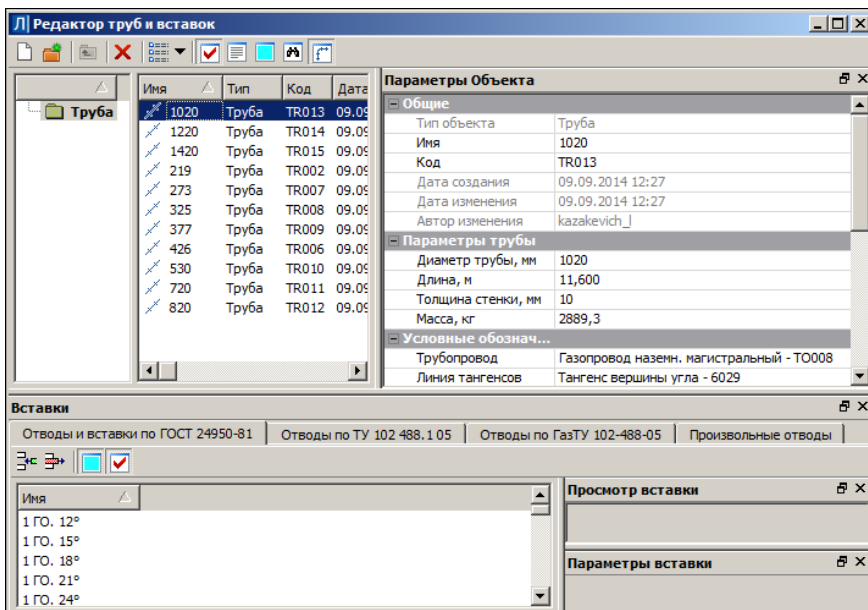 Л Редактор труб и вставок
Труба
Имя Тип Код Дата
1020 Труба TR013 09.09
1220 Труба TR014 09.09
1420 Труба TR015 09.09
219 Труба TR002 09.09
273 Труба TR007 09.09
325 Труба TR008 09.09
377 Труба TR009 09.09
426 Труба TR006 09.09
530 Труба TR010 09.09
720 Труба TR011 09.09
820 Труба TR012 09.09
Параметры Объекта
Общие
Тип объекта Труба
Имя 1020
Код TR013
Дата создания 09.09.2014 12:27
Дата изменения 09.09.2014 12:27
Автор изменения kazakevich_l
Параметры трубы
Диаметр трубы, мм 1020
Длина, м 11,600
Толщина стенки, мм 10
Масса, кг 2889,3
Условные обознач...
Трубопровод Газопровод наземн. магистральный - ТО008
Линия тангенсов Тангенс вершины угла - 6029
Вставки
Отводы и вставки по ГОСТ 24950-81 Отводы по ТУ 102 488.1 05 Отводы по ГазТУ 102-488-05 Произвольные отводы
Имя
1 ГО. 12°
1 ГО. 15°
1 ГО. 18°
1 ГО. 21°
1 ГО. 24°
Просмотр вставки
Параметры вставки